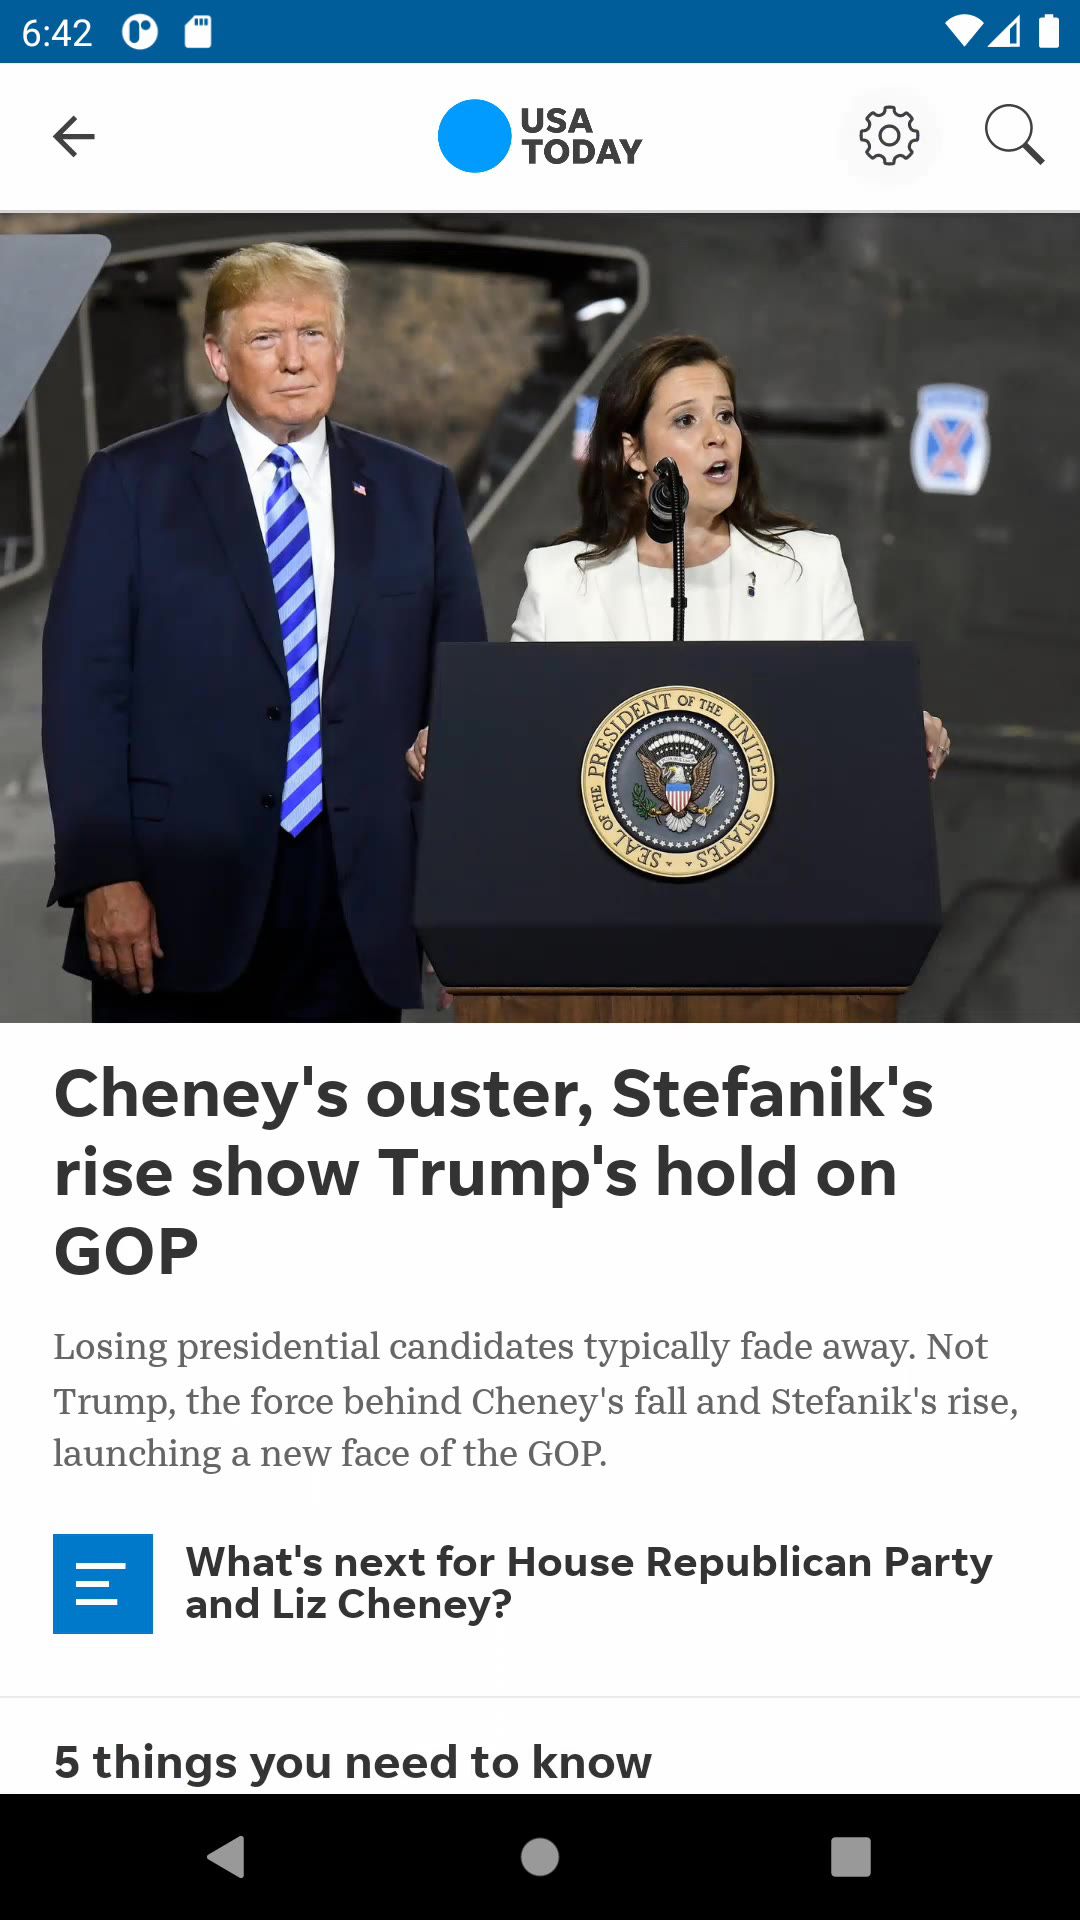 6:42
USA
TODAY
SEAL OF THE PRESIDENT OF THE UNITED STATES
Cheney's ouster, Stefanik's
rise show Trump's hold on
GOP
Losing presidential candidates typically fade away. Not
Trump, the force behind Cheney's fall and Stefanik's rise,
launching a new face of the GOP.
What's next for House Republican Party
and Liz Cheney?
5 things you need to know